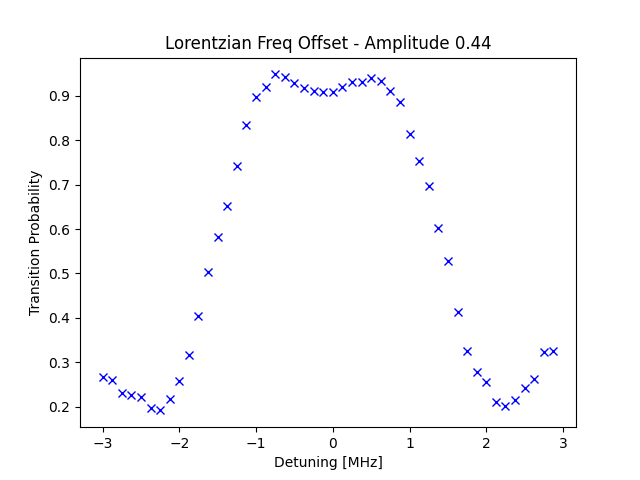 Lorentzian Freq Offset - Amplitude 0.44
Transition Probability
0.9
0.8
0.7
0.6
0.5
0.4
0.3
0.2
−3 −2 −1 0 1 2 3
Detuning [MHz]